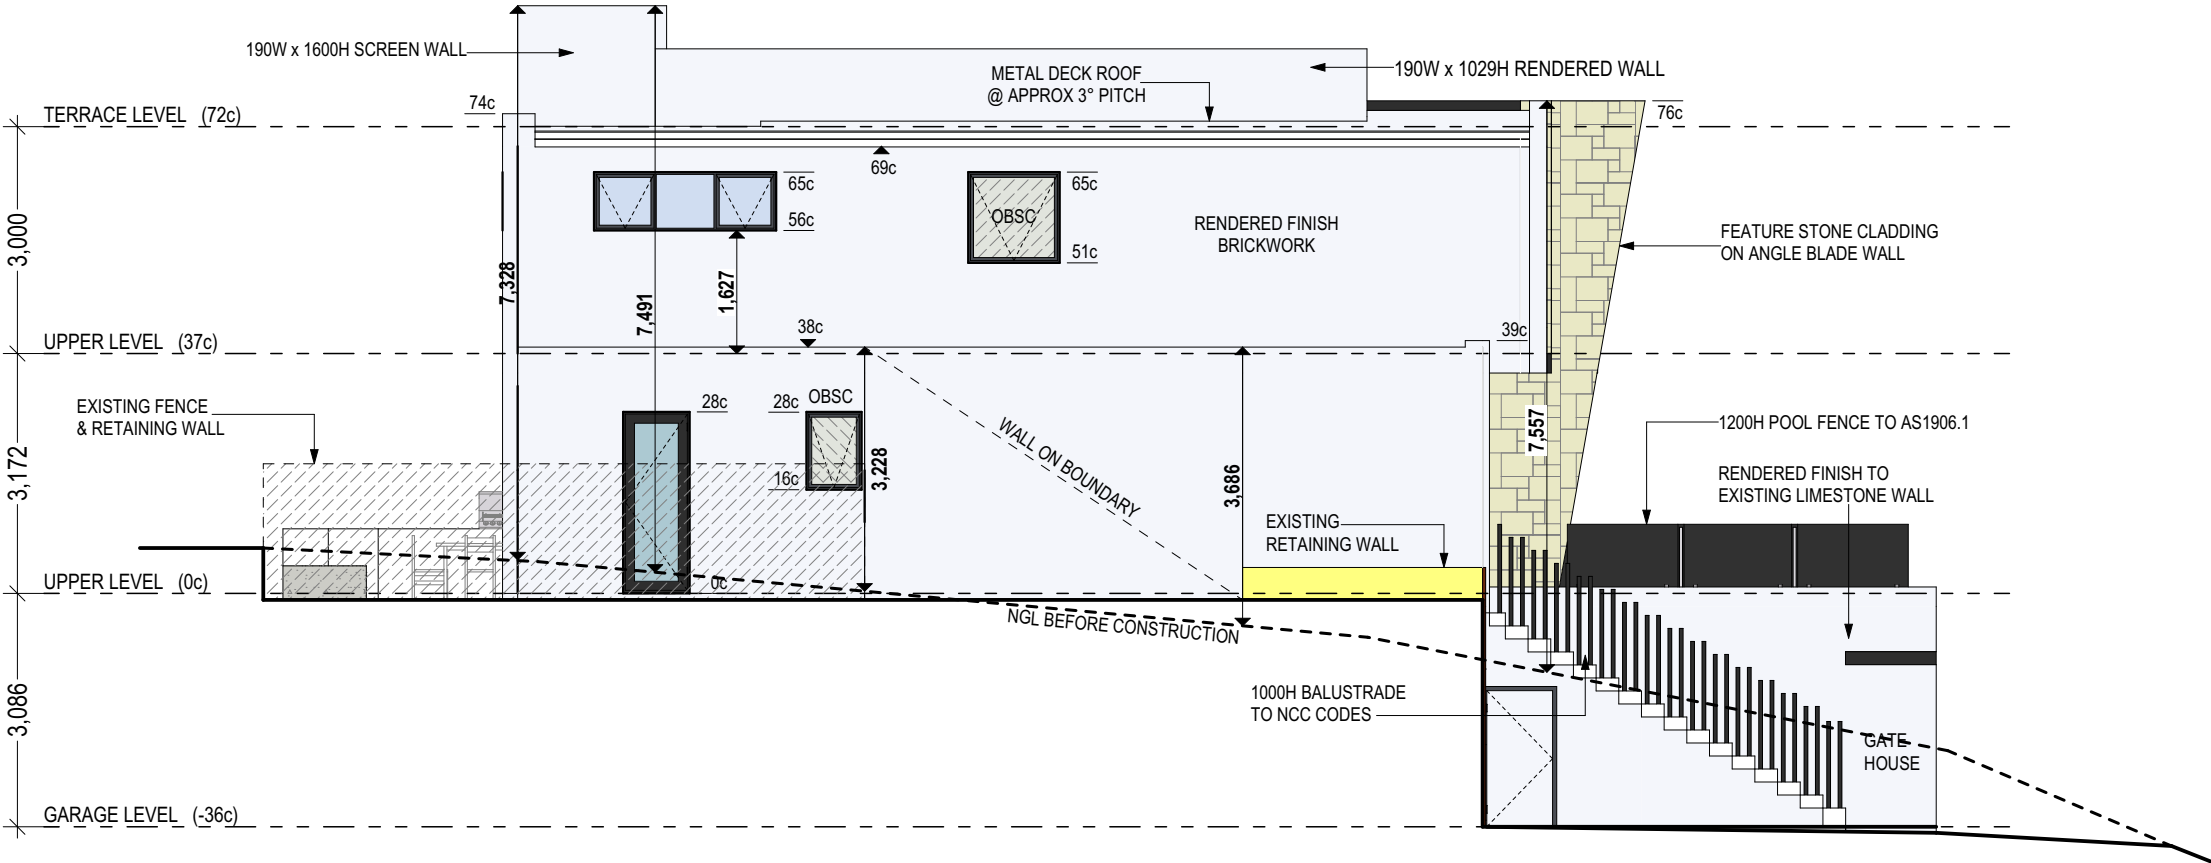 190W x 1600H SCREEN WALL
METAL DECK ROOF
@ APPROX 3° PITCH
190W x 1029H RENDERED WALL
74c
TERRACE LEVEL (72c)
76c
69c
65c
56c
65c
OBSC
51c
RENDERED FINISH
BRICKWORK
FEATURE STONE CLADDING
ON ANGLE BLADE WALL
3,000
7,328
7,491
1,627
38c
39c
UPPER LEVEL (37c)
EXISTING FENCE
& RETAINING WALL
28c
28c
OBSC
16c
3,228
WALL ON BOUNDARY
3,686
7,557
1200H POOL FENCE TO AS1906.1
RENDERED FINISH TO
EXISTING LIMESTONE WALL
3,172
EXISTING
RETAINING WALL
UPPER LEVEL (0c)
0c
NGL BEFORE CONSTRUCTION
3,086
1000H BALUSTRADE
TO NCC CODES
GATE
HOUSE
GARAGE LEVEL (-36c)